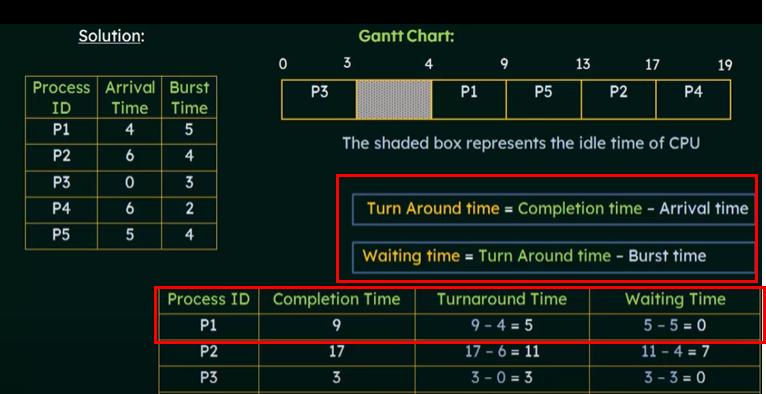 Solution:
Gantt Chart:
0 3 4 9 13 17 19
P3 P1 P5 P2 P4
The shaded box represents the idle time of CPU
Process ID Arrival Time Burst Time
P1 4 5
P2 6 4
P3 0 3
P4 6 2
P5 5 4
Turn Around time = Completion time - Arrival time
Waiting time = Turn Around time - Burst time
Process ID Completion Time Turnaround Time Waiting Time
P1 9 9 - 4 = 5 5 - 5 = 0
P2 17 17 - 6 = 11 11 - 4 = 7
P3 3 3 - 0 = 3 3 - 3 = 0